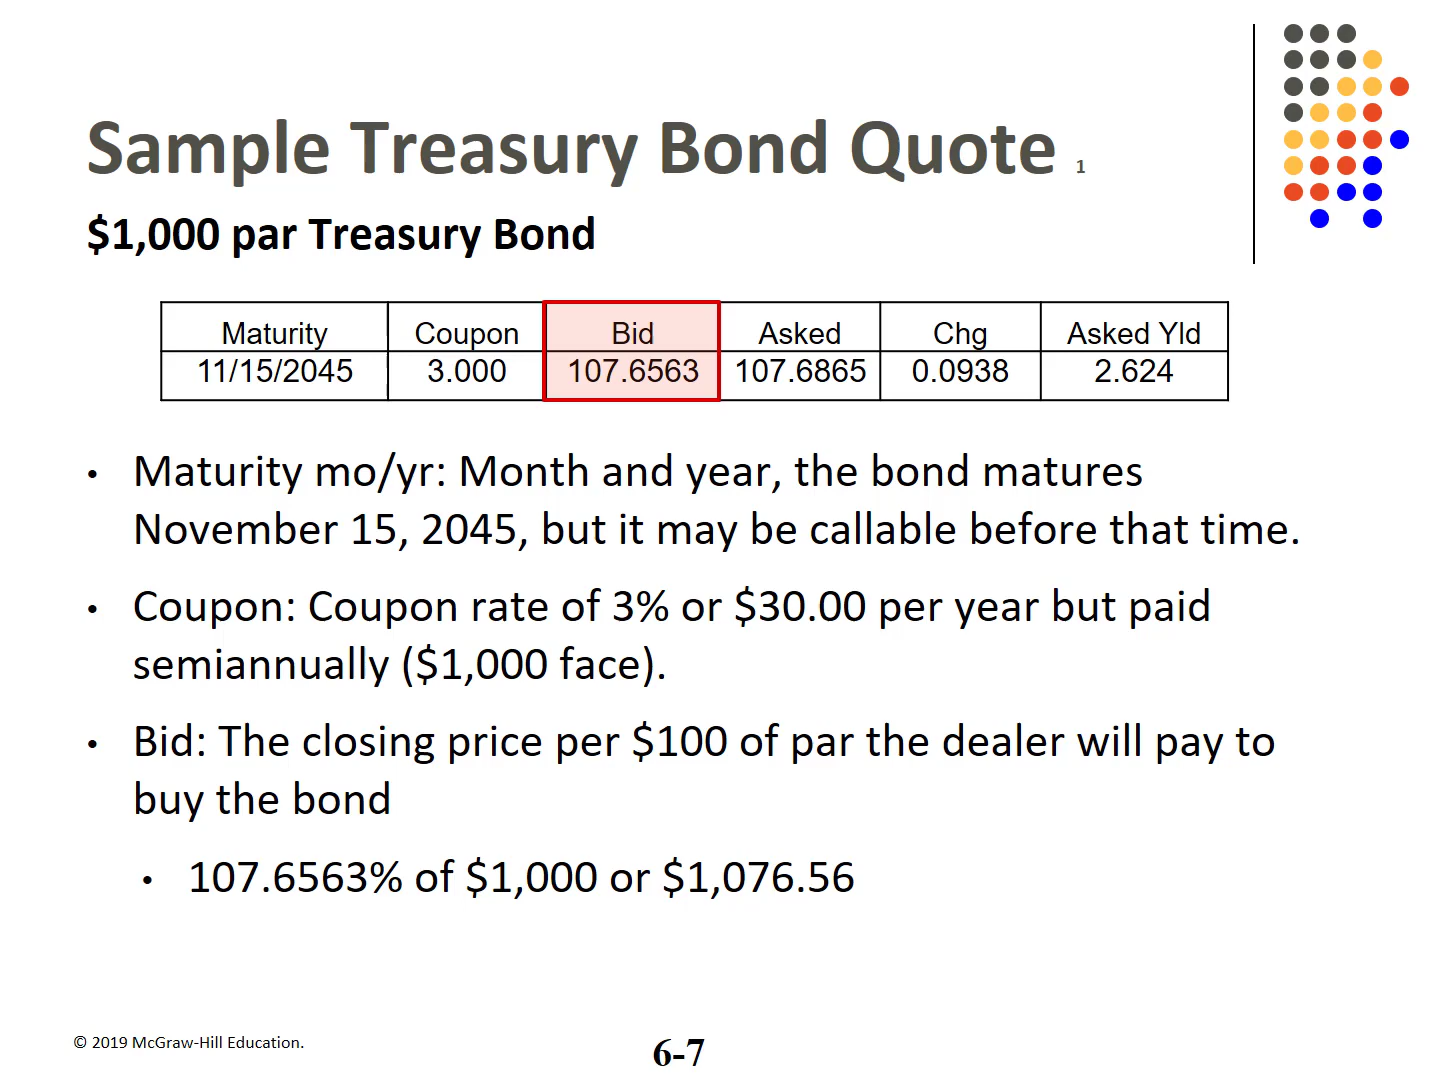 Sample Treasury Bond Quote 1
$1,000 par Treasury Bond
Maturity Coupon Bid Asked Chg Asked Yld
11/15/2045 3.000 107.6563 107.6865 0.0938 2.624
• Maturity mo/yr: Month and year, the bond matures
November 15, 2045, but it may be callable before that time.
• Coupon: Coupon rate of 3% or $30.00 per year but paid
semiannually ($1,000 face).
• Bid: The closing price per $100 of par the dealer will pay to
buy the bond
• 107.6563% of $1,000 or $1,076.56
© 2019 McGraw-Hill Education.
6-7